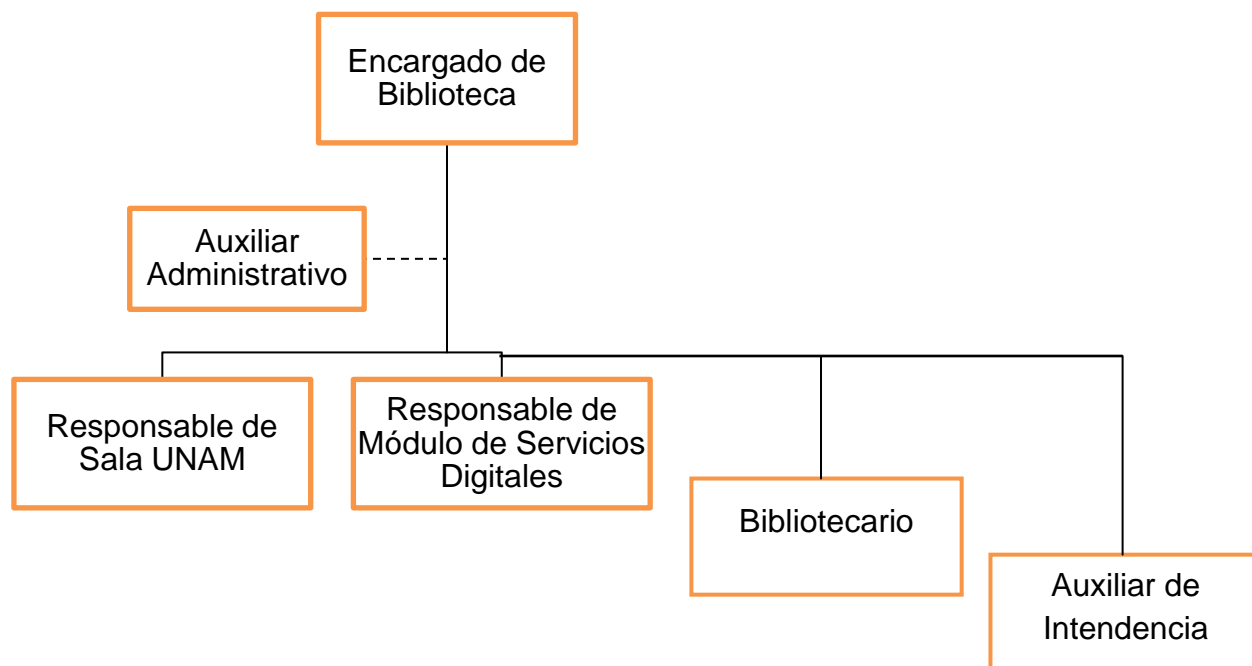 Encargado de
Biblioteca
Auxiliar
Administrativo
Responsable de
Sala UNAM
Responsable de
Módulo de Servicios
Digitales
Bibliotecario
Auxiliar de
Intendencia